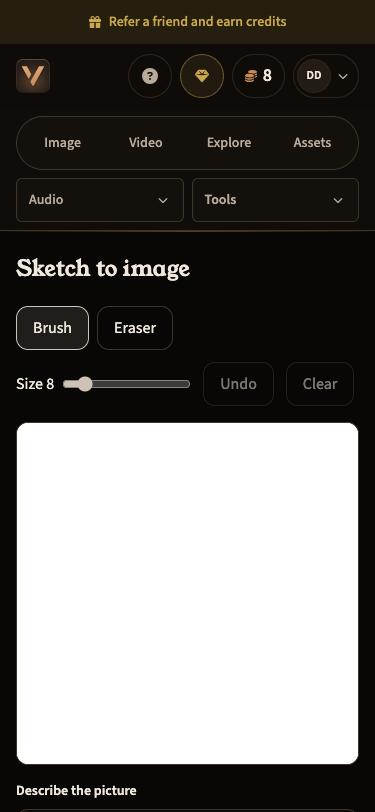 Refer a friend and earn credits
?
8
DD
Image Video Explore Assets
Audio Tools
Sketch to image
Brush Eraser
Size 8 Undo Clear
Describe the picture